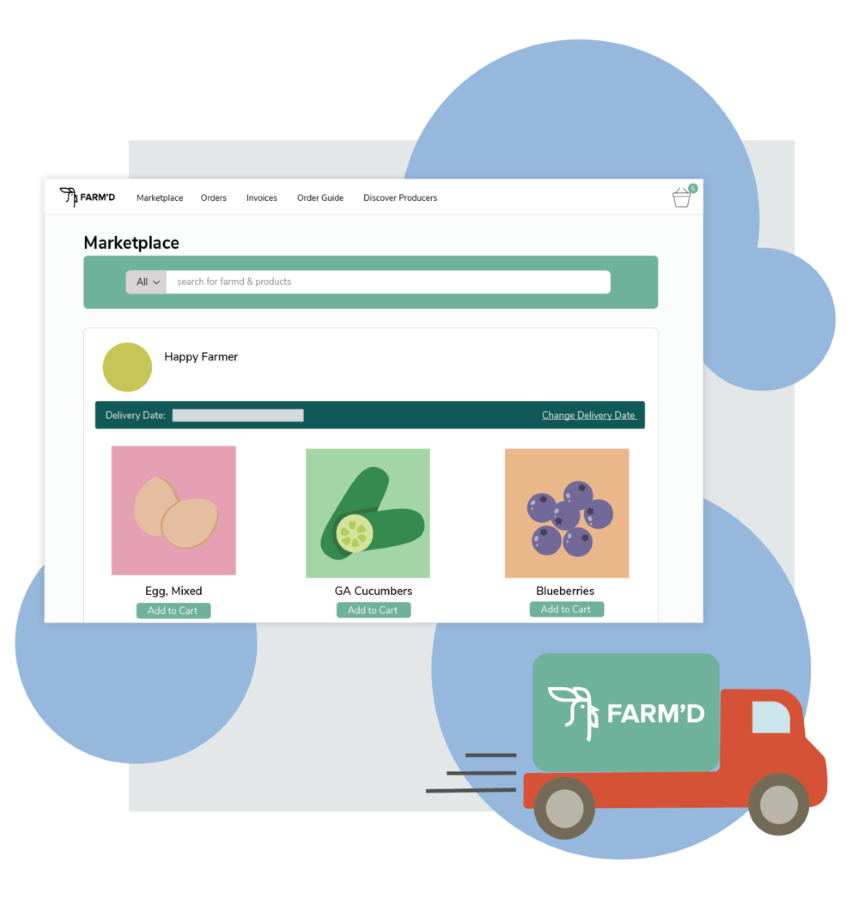 FARM'D Marketplace Orders Invoices Order Guide Discover Producers 5
Marketplace
All search for farmd & products
Happy Farmer
Delivery Date: Change Delivery Date
Egg, Mixed GA Cucumbers Blueberries
Add to Cart Add to Cart Add to Cart
FARM'D